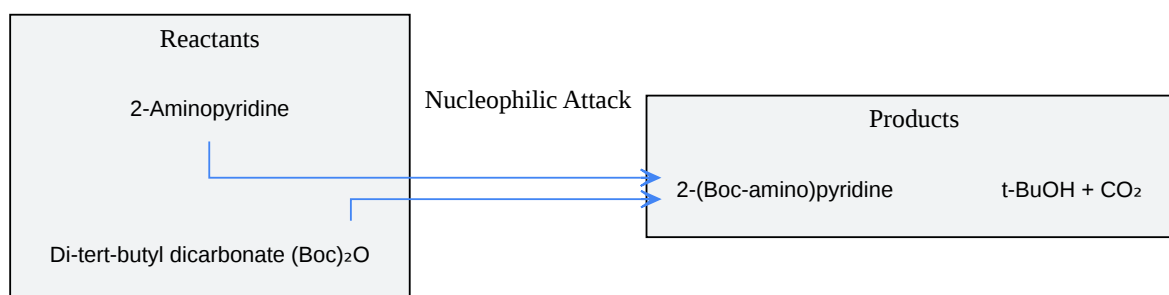 Reactants
2-Aminopyridine
Di-tert-butyl dicarbonate (Boc)₂O
Nucleophilic Attack
Products
2-(Boc-amino)pyridine
t-BuOH + CO₂